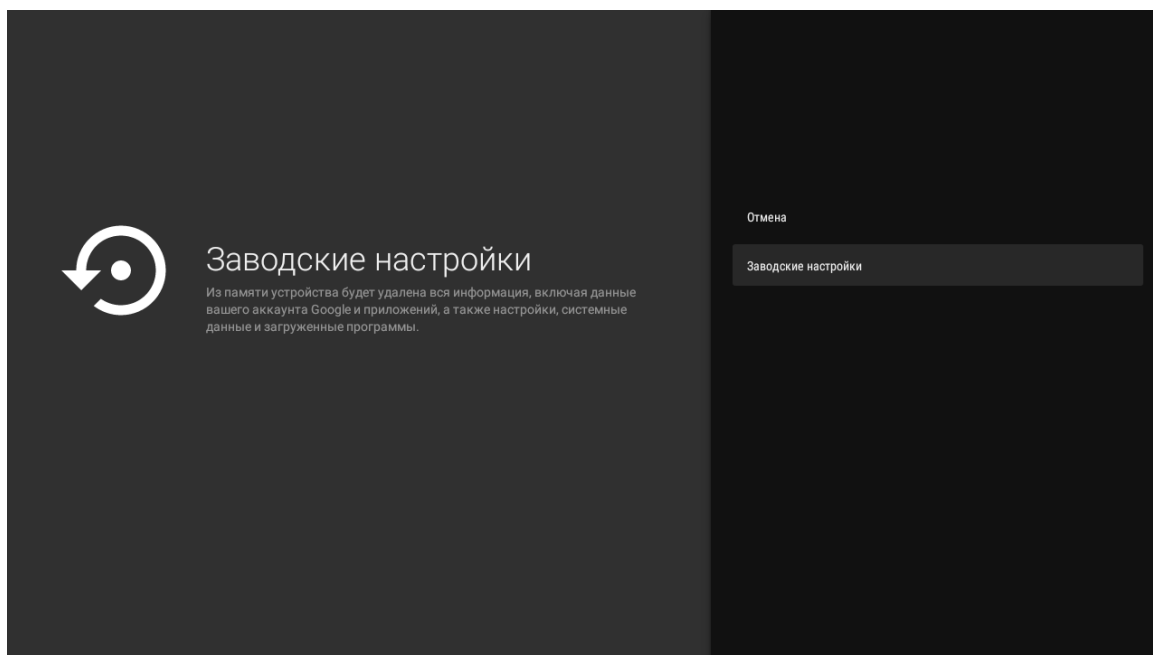 Заводские настройки
Из памяти устройства будет удалена вся информация, включая данные
вашего аккаунта Google и приложений, а также настройки, системные
данные и загруженные программы.
Отмена
Заводские настройки